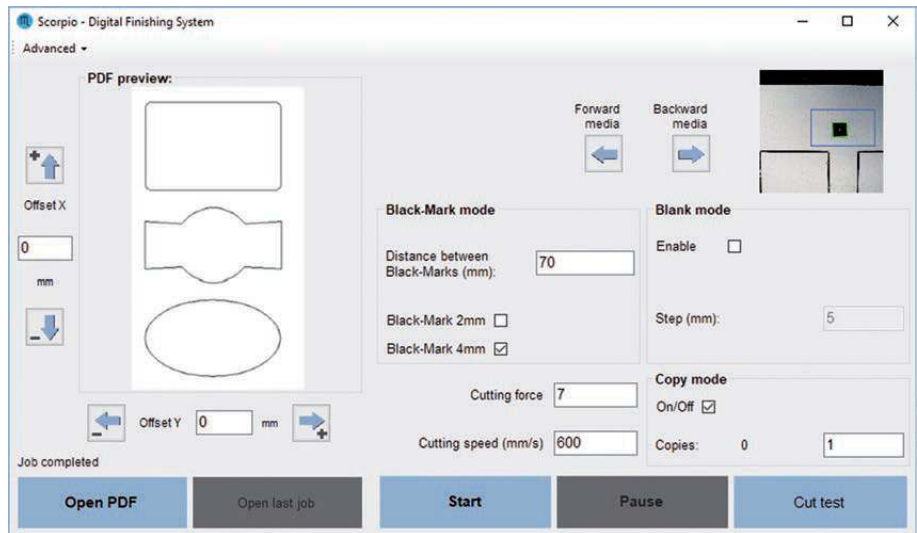 Scorpio - Digital Finishing System
Advanced
PDF preview:
Forward
media
Backward
media
+
Offset X
0
mm
-
Black-Mark mode
Distance between
Black-Marks (mm):
70
Black-Mark 2mm
Black-Mark 4mm
Blank mode
Enable
Step (mm):
5
Cutting force
7
Cutting speed (mm/s)
600
Copy mode
On/Off
Copies:
0
1
-
Offset Y
0
mm
+
Job completed
Open PDF
Open last job
Start
Pause
Cut test